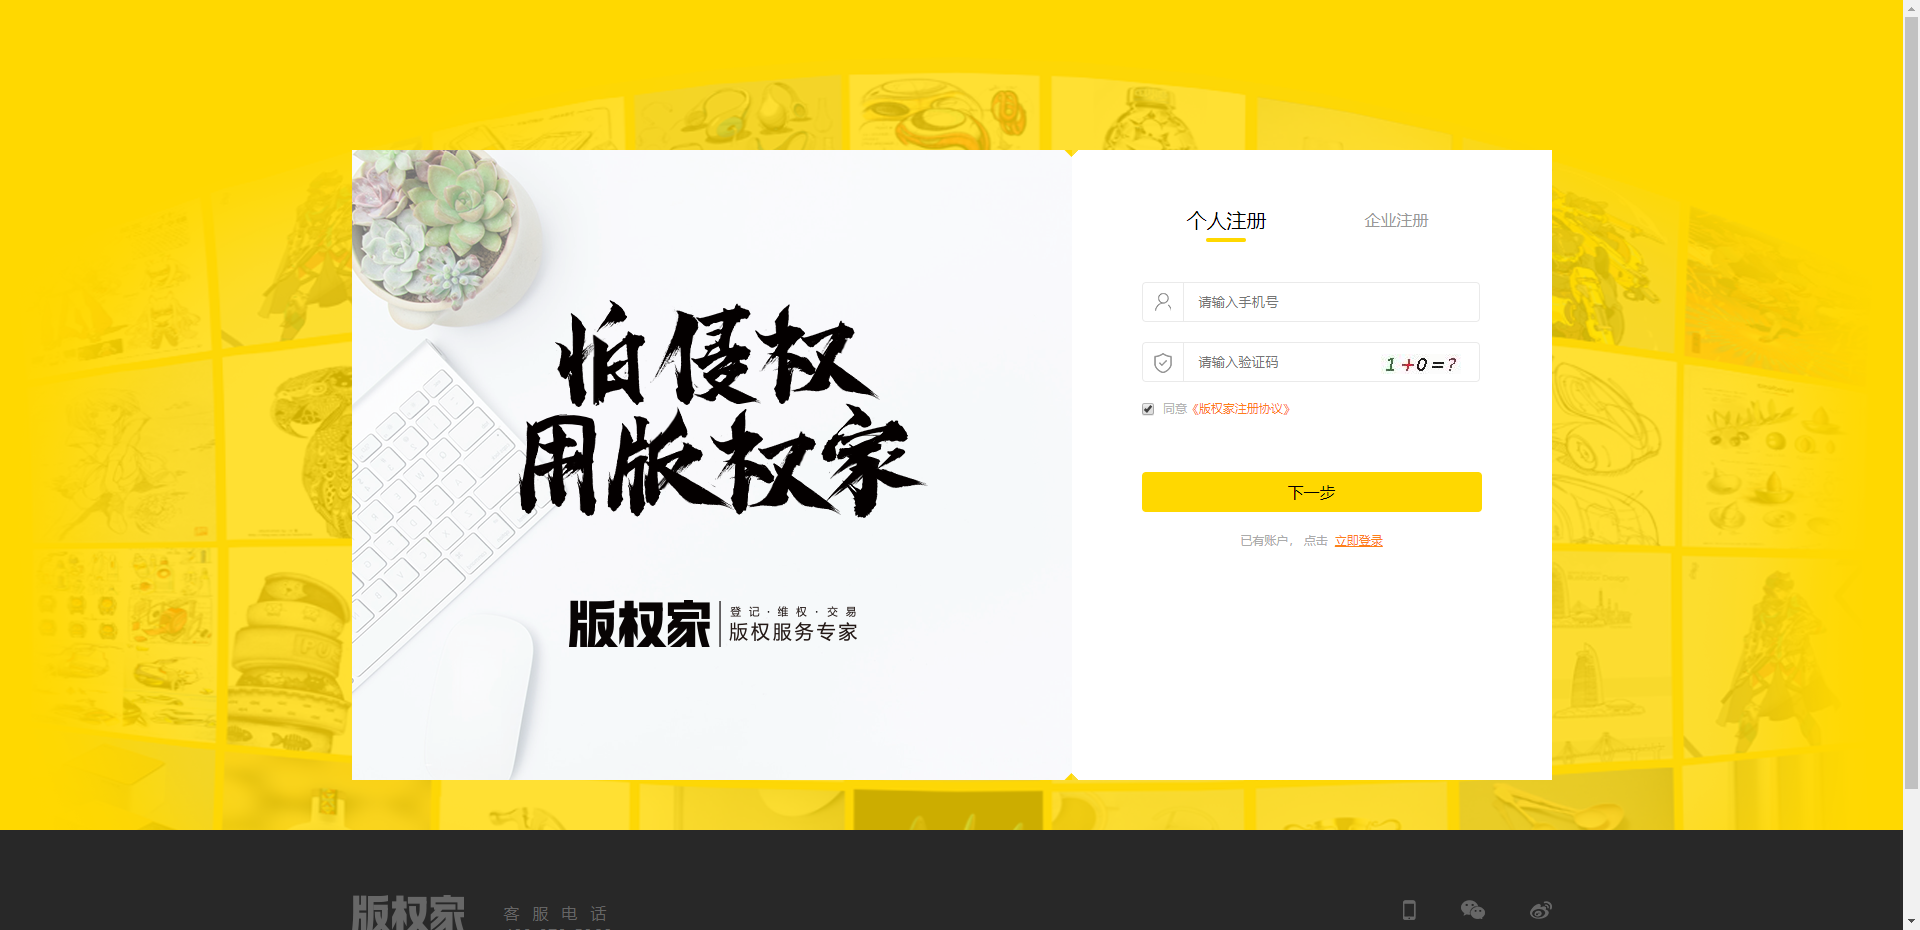 个人注册
企业注册
请输入手机号
请输入验证码
1+0=?
同意《版权家注册协议》
下一步
已有账户， 点击 立即登录
怕侵权
用版权家
版权家
登记·维权·交易
版权服务专家
版权家
客服电话